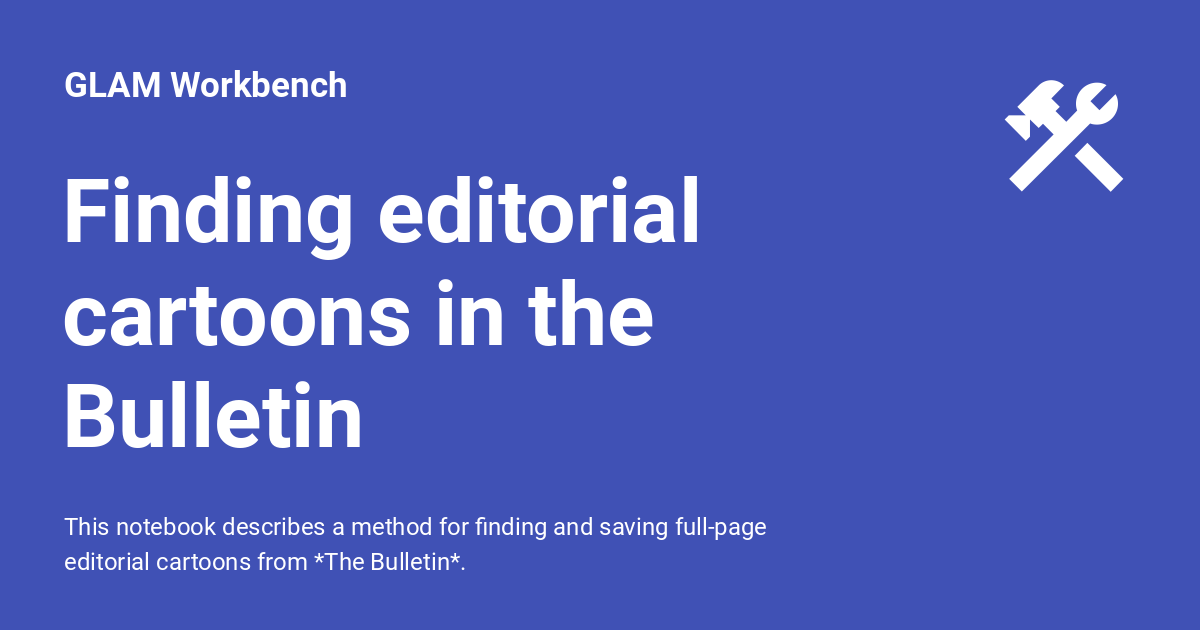 GLAM Workbench
Finding editorial
cartoons in the
Bulletin
This notebook describes a method for finding and saving full-page
editorial cartoons from *The Bulletin*.